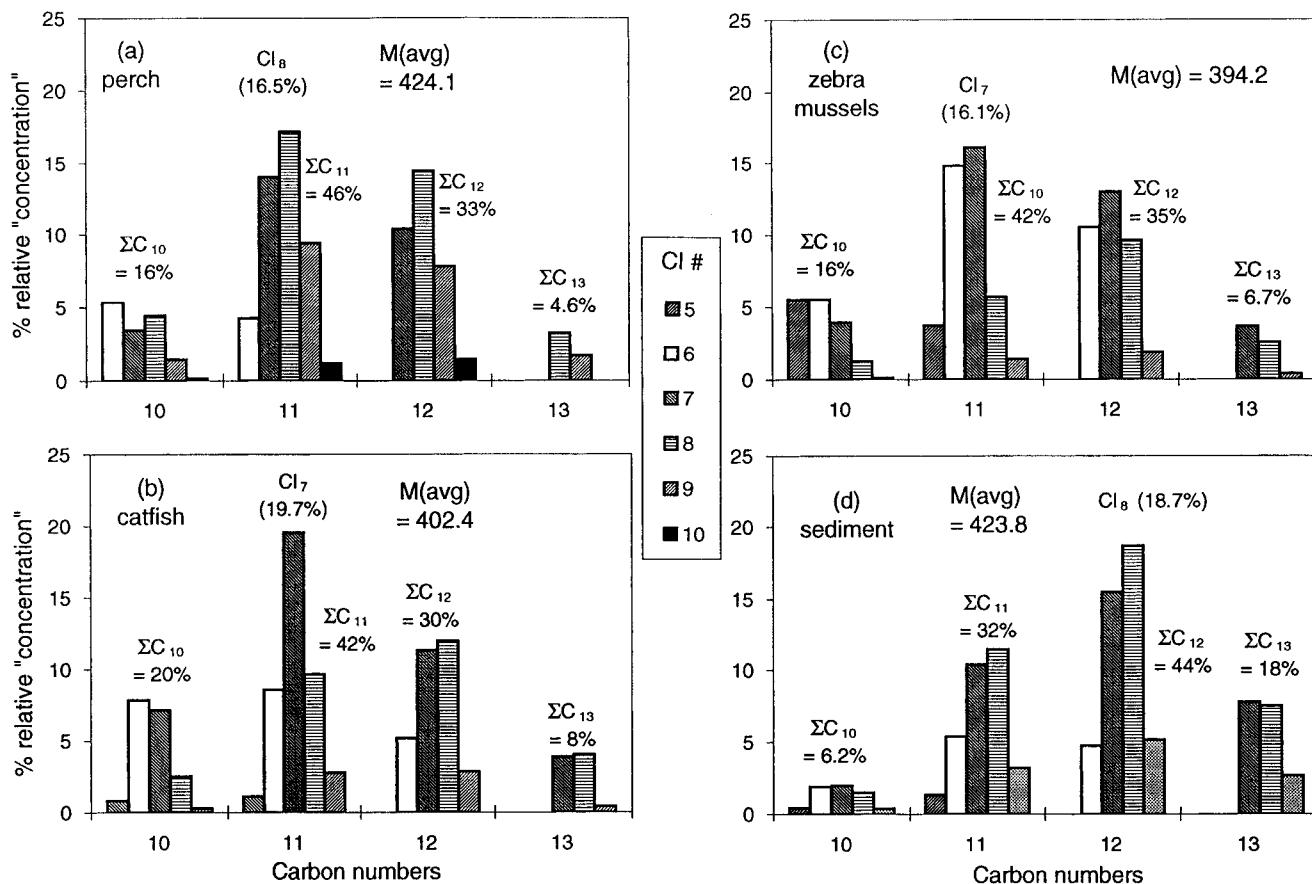 25
20
15
10
5
0
% relative "concentration"
(a)
perch
Cl₈
(16.5%)
M(avg)
= 424.1
ΣC₁₀
= 16%
ΣC₁₁
= 46%
ΣC₁₂
= 33%
ΣC₁₃
= 4.6%
10 11 12 13
25
20
15
10
5
0
(c)
zebra
mussels
Cl₇
(16.1%)
M(avg) = 394.2
ΣC₁₀
= 16%
ΣC₁₀
= 42%
ΣC₁₂
= 35%
ΣC₁₃
= 6.7%
10 11 12 13
Cl #
5
6
7
8
9
10
25
20
15
10
5
0
% relative "concentration"
(b)
catfish
Cl₇
(19.7%)
M(avg)
= 402.4
ΣC₁₀
= 20%
ΣC₁₁
= 42%
ΣC₁₂
= 30%
ΣC₁₃
= 8%
10 11 12 13
Carbon numbers
25
20
15
10
5
0
(d)
sediment
M(avg)
= 423.8
Cl₈ (18.7%)
ΣC₁₀
= 6.2%
ΣC₁₁
= 32%
ΣC₁₂
= 44%
ΣC₁₃
= 18%
10 11 12 13
Carbon numbers